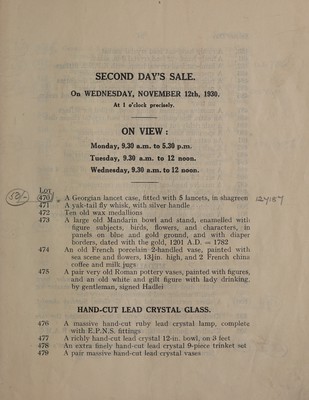 SECOND DAY'S SALE.
On WEDNESDAY, NOVEMBER 12th, 1930.
At 1 o'clock precisely.
ON VIEW :
Monday, 9.30 a.m. to 5.30 p.m.
Tuesday, 9.30 a.m. to 12 noon.
Wednesday, 9.30 a.m. to 12 noon.
LOT.
50/- 470 A Georgian lancet case, fitted with 5 lancets, in shagreen
471 A yak-tail fly whisk, with silver handle
472 Ten old wax medallions
473 A large old Mandarin bowl and stand, enamelled with
figure subjects, birds, flowers, and characters, in
panels on blue and gold ground, and with diaper
borders, dated with the gold, 1201 A.D. = 1782
474 An old French porcelain 2-handled vase, painted with
sea scene and flowers, 13½in. high, and 2 French china
coffee and milk jugs
475 A pair very old Roman pottery vases, painted with figures,
and an old white and gilt figure with lady drinking,
by gentleman, signed Hadlei
HAND-CUT LEAD CRYSTAL GLASS.
476 A massive hand-cut ruby lead crystal lamp, complete
with E.P.N.S. fittings
477 A richly hand-cut lead crystal 12-in. bowl, on 3 feet
478 An extra finely hand-cut lead crystal 9-piece trinket set
479 A pair massive hand-cut lead crystal vases